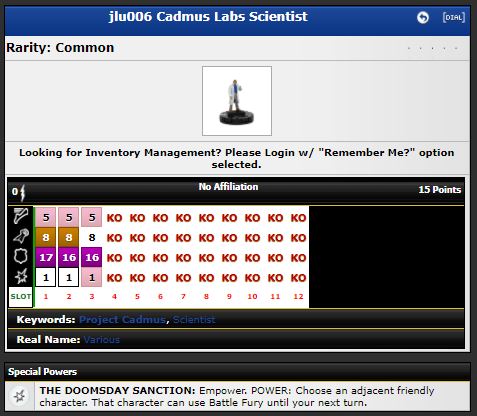 jlu006 Cadmus Labs Scientist [DIAL]
Rarity: Common
Looking for Inventory Management? Please Login w/ "Remember Me?" option
selected.
0 No Affiliation 15 Points
5 5 5 KO KO KO KO KO KO KO KO KO
8 8 8 KO KO KO KO KO KO KO KO KO
17 16 16 KO KO KO KO KO KO KO KO KO
1 1 1 KO KO KO KO KO KO KO KO KO
SLOT 1 2 3 4 5 6 7 8 9 10 11 12
Keywords: Project Cadmus, Scientist
Real Name: Various
Special Powers
THE DOOMSDAY SANCTION: Empower. POWER: Choose an adjacent friendly
character. That character can use Battle Fury until your next turn.